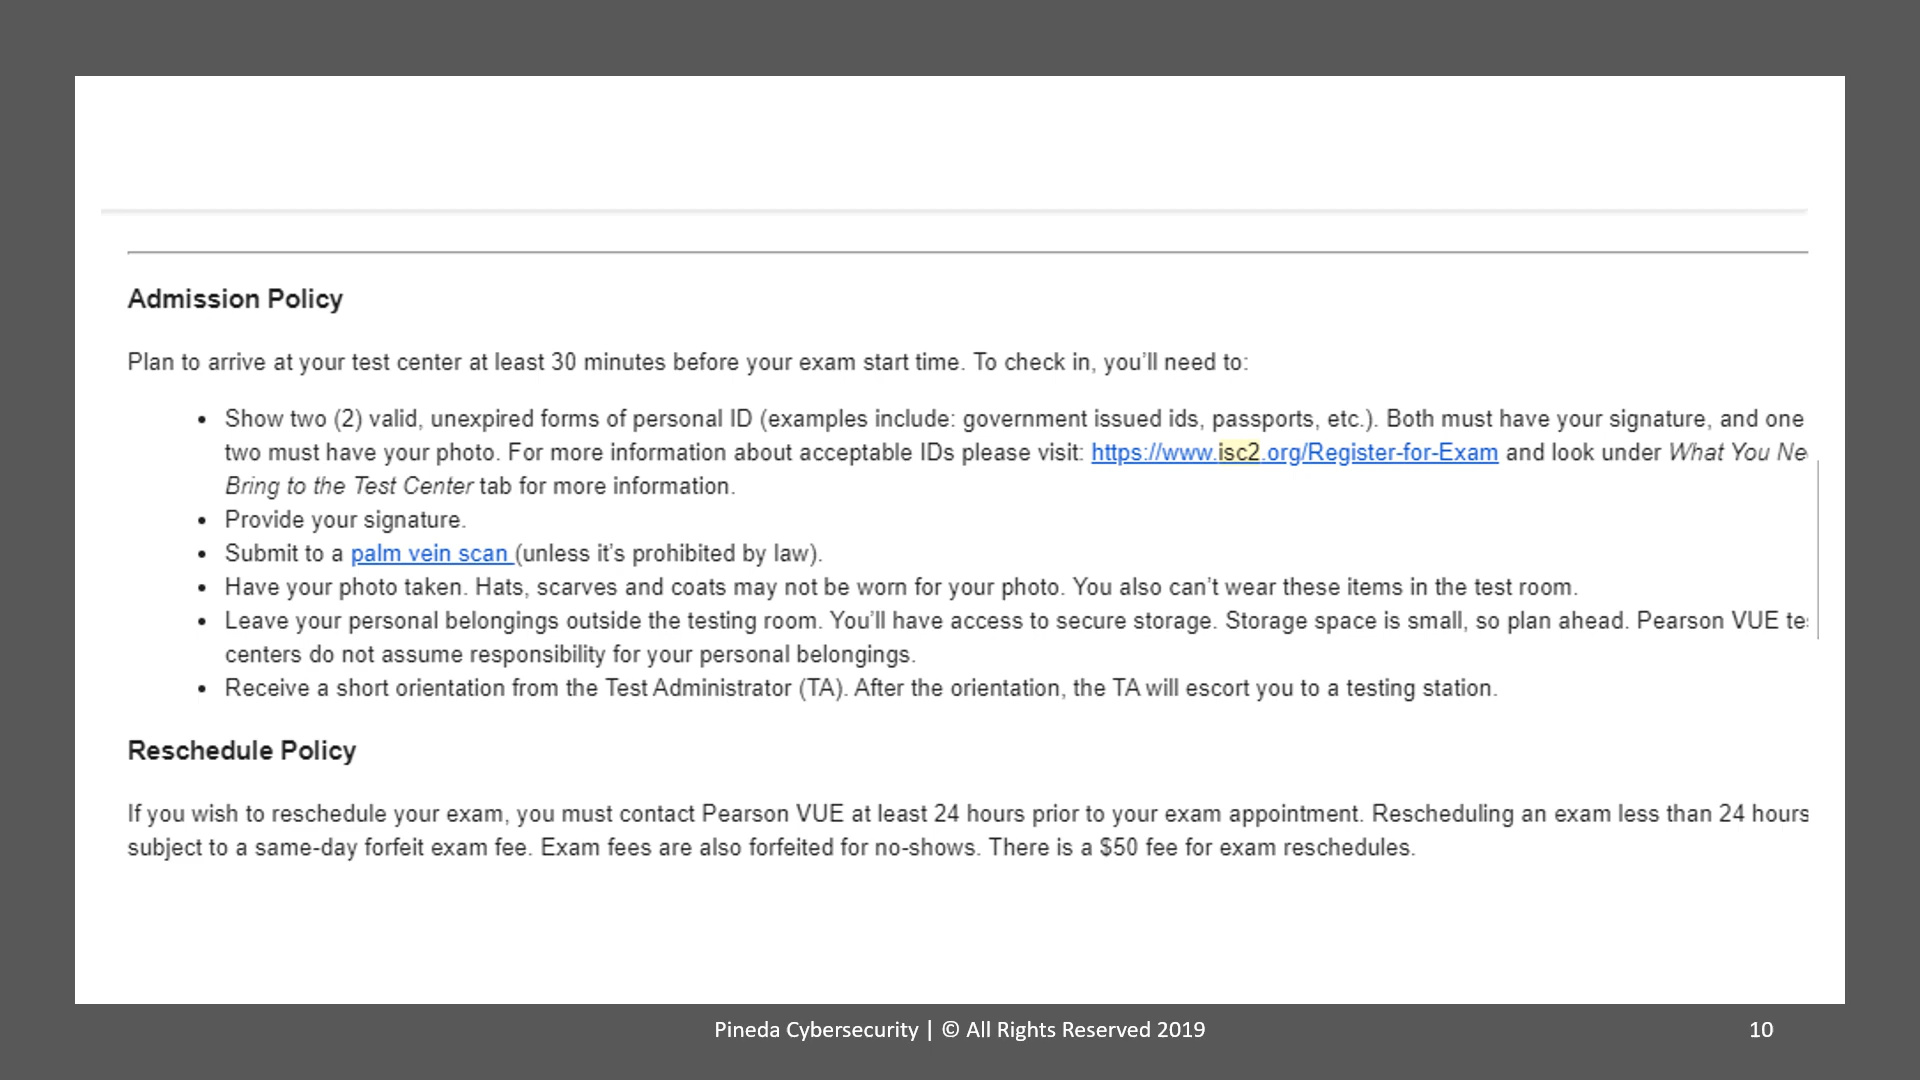 Admission Policy
Plan to arrive at your test center at least 30 minutes before your exam start time. To check in, you'll need to:
• Show two (2) valid, unexpired forms of personal ID (examples include: government issued ids, passports, etc.). Both must have your signature, and one
two must have your photo. For more information about acceptable IDs please visit: https://www.isc2.org/Register-for-Exam and look under What You
Bring to the Test Center tab for more information.
• Provide your signature.
• Submit to a palm vein scan (unless it's prohibited by law).
• Have your photo taken. Hats, scarves and coats may not be worn for your photo. You also can't wear these items in the test room.
• Leave your personal belongings outside the testing room. You'll have access to secure storage. Storage space is small, so plan ahead. Pearson VUE
centers do not assume responsibility for your personal belongings.
• Receive a short orientation from the Test Administrator (TA). After the orientation, the TA will escort you to a testing station.
Reschedule Policy
If you wish to reschedule your exam, you must contact Pearson VUE at least 24 hours prior to your exam appointment. Rescheduling an exam less than 24 hours
subject to a same-day forfeit exam fee. Exam fees are also forfeited for no-shows. There is a $50 fee for exam reschedules.
Pineda Cybersecurity | © All Rights Reserved 2019
10